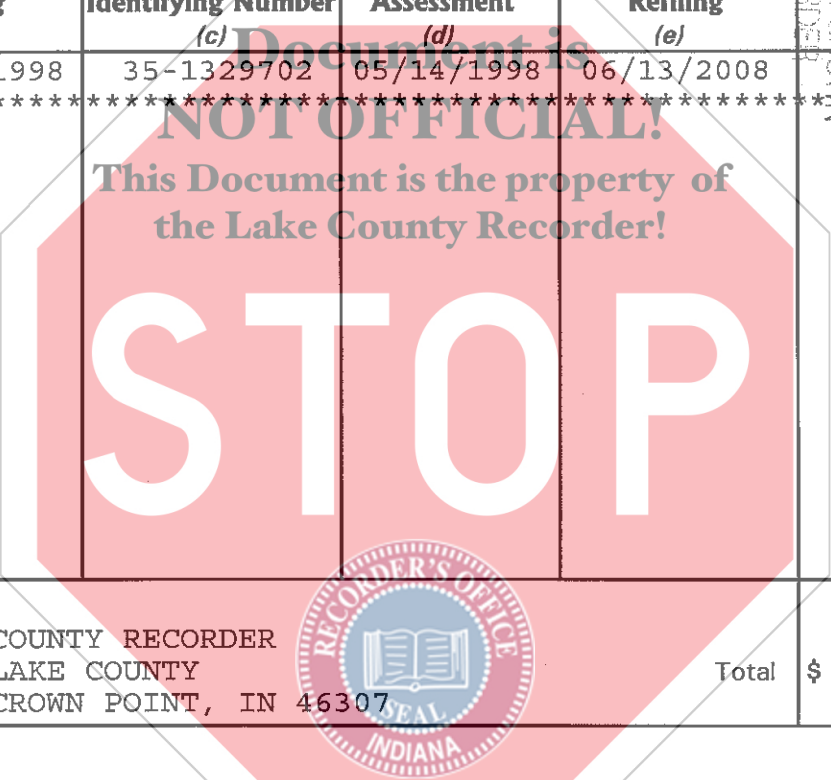 Identifying Number Assessment Refiling
(c) (d) (e)
Document is
1998 35-1329702 05/14/1998 06/13/2008
NOT OFFICIAL!
This Document is the property of
the Lake County Recorder!
STOP
RECORDER'S OFFICE
COUNTY RECORDER
LAKE COUNTY Total $
CROWN POINT, IN 46307
SEAL
INDIANA